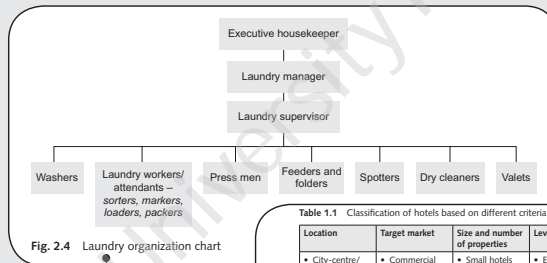 Executive housekeeper
Laundry manager
Laundry supervisor
Washers
Laundry workers/
attendants –
sorters, markers,
loaders, packers
Press men
Feeders and
folders
Spotters
Dry cleaners
Valets
Fig. 2.4 Laundry organization chart
Table 1.1 Classification of hotels based on different criteria
Location
Target market
Size and number
of properties
• City-centre/
• Commercial
• Small hotels
University